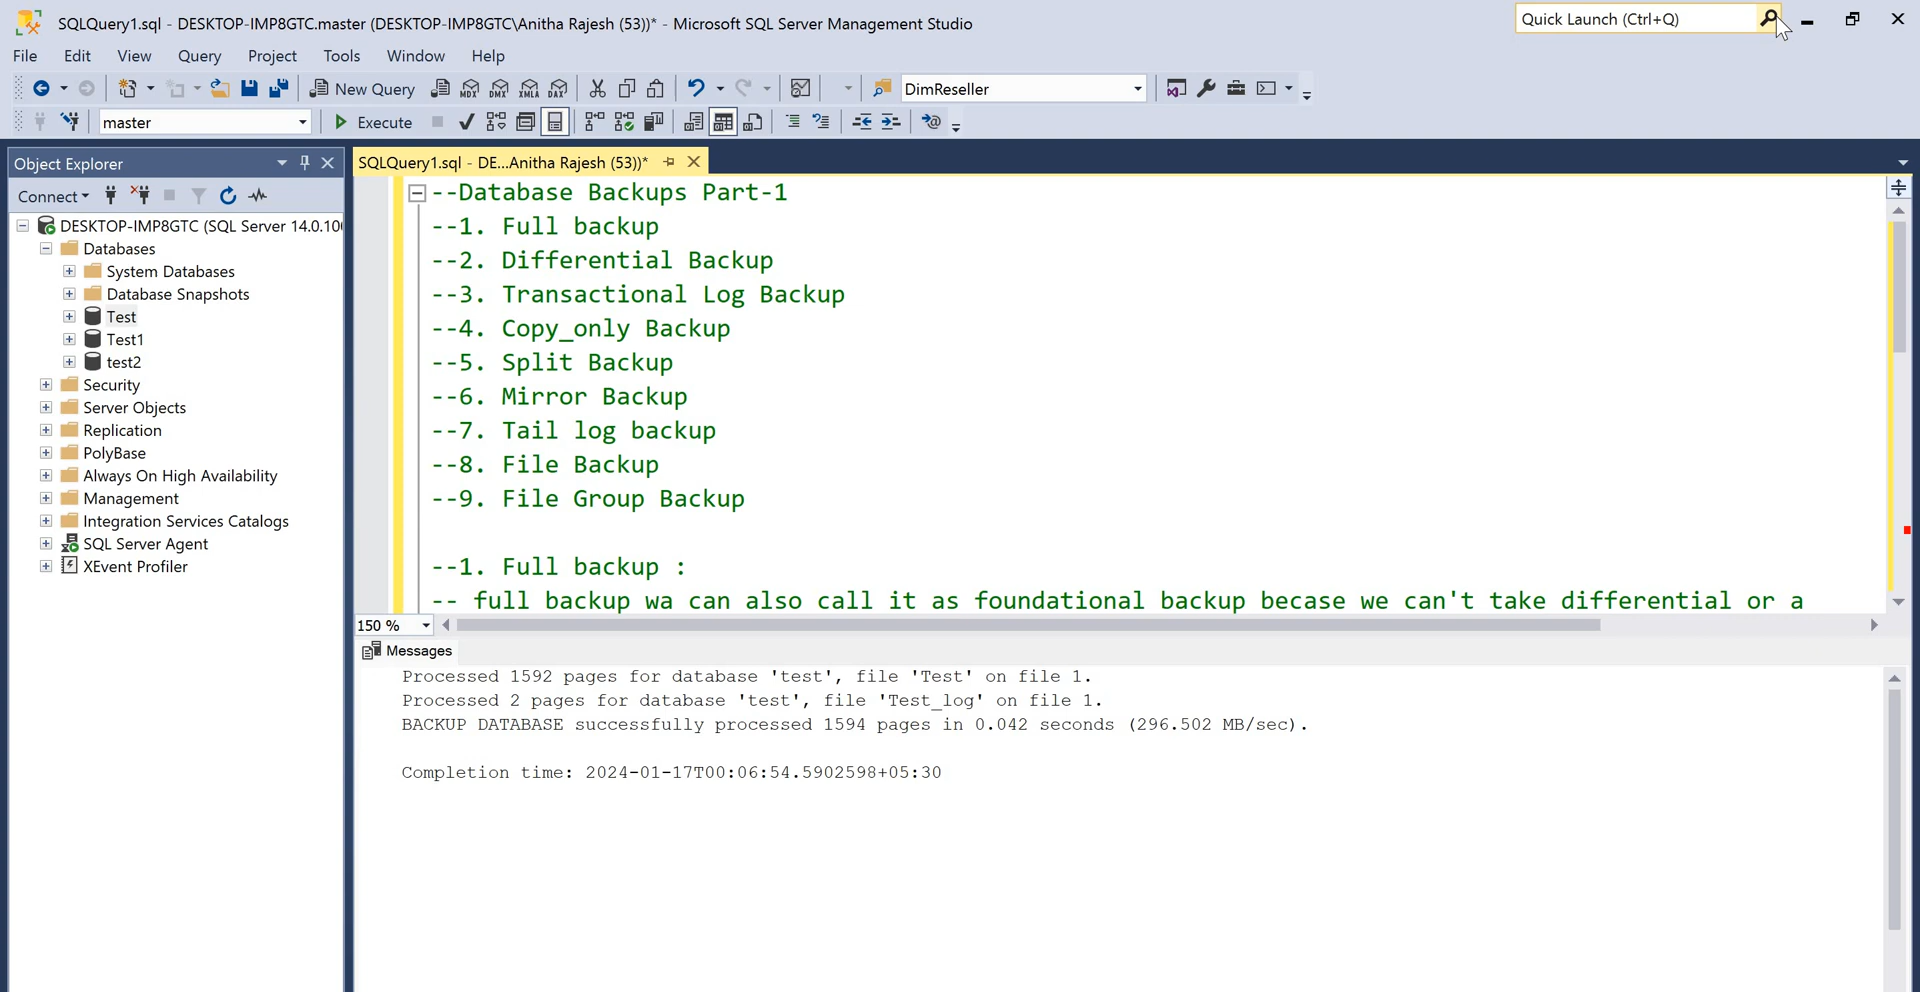 SQLQuery1.sql - DESKTOP-IMP8GTC.master (DESKTOP-IMP8GTC\Anitha Rajesh (53))* - Microsoft SQL Server Management Studio
Quick Launch (Ctrl+Q)
File Edit View Query Project Tools Window Help
New Query MDX DMX XMLA DAX DimReseller
master Execute
Object Explorer
SQLQuery1.sql - DE...Anitha Rajesh (53))*
Connect
DESKTOP-IMP8GTC (SQL Server 14.0.10
Databases
System Databases
Database Snapshots
Test
Test1
test2
Security
Server Objects
Replication
PolyBase
Always On High Availability
Management
Integration Services Catalogs
SQL Server Agent
XEvent Profiler
--Database Backups Part-1
--1. Full backup
--2. Differential Backup
--3. Transactional Log Backup
--4. Copy_only Backup
--5. Split Backup
--6. Mirror Backup
--7. Tail log backup
--8. File Backup
--9. File Group Backup
--1. Full backup :
-- full backup wa can also call it as foundational backup becase we can't take differential or a
150 %
Messages
Processed 1592 pages for database 'test', file 'Test' on file 1.
Processed 2 pages for database 'test', file 'Test_log' on file 1.
BACKUP DATABASE successfully processed 1594 pages in 0.042 seconds (296.502 MB/sec).
Completion time: 2024-01-17T00:06:54.5902598+05:30